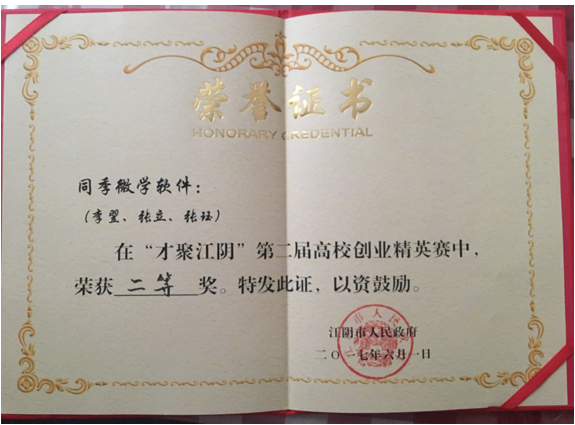 荣誉证书
HONORARY CREDENTIAL
同季微学软件：
（李曌、张立、张珏）
在“才聚江阴”第二届高校创业精英赛中，
荣获 二等 奖。特发此证，以资鼓励。
江阴市人民政府
二〇一七年六月一日